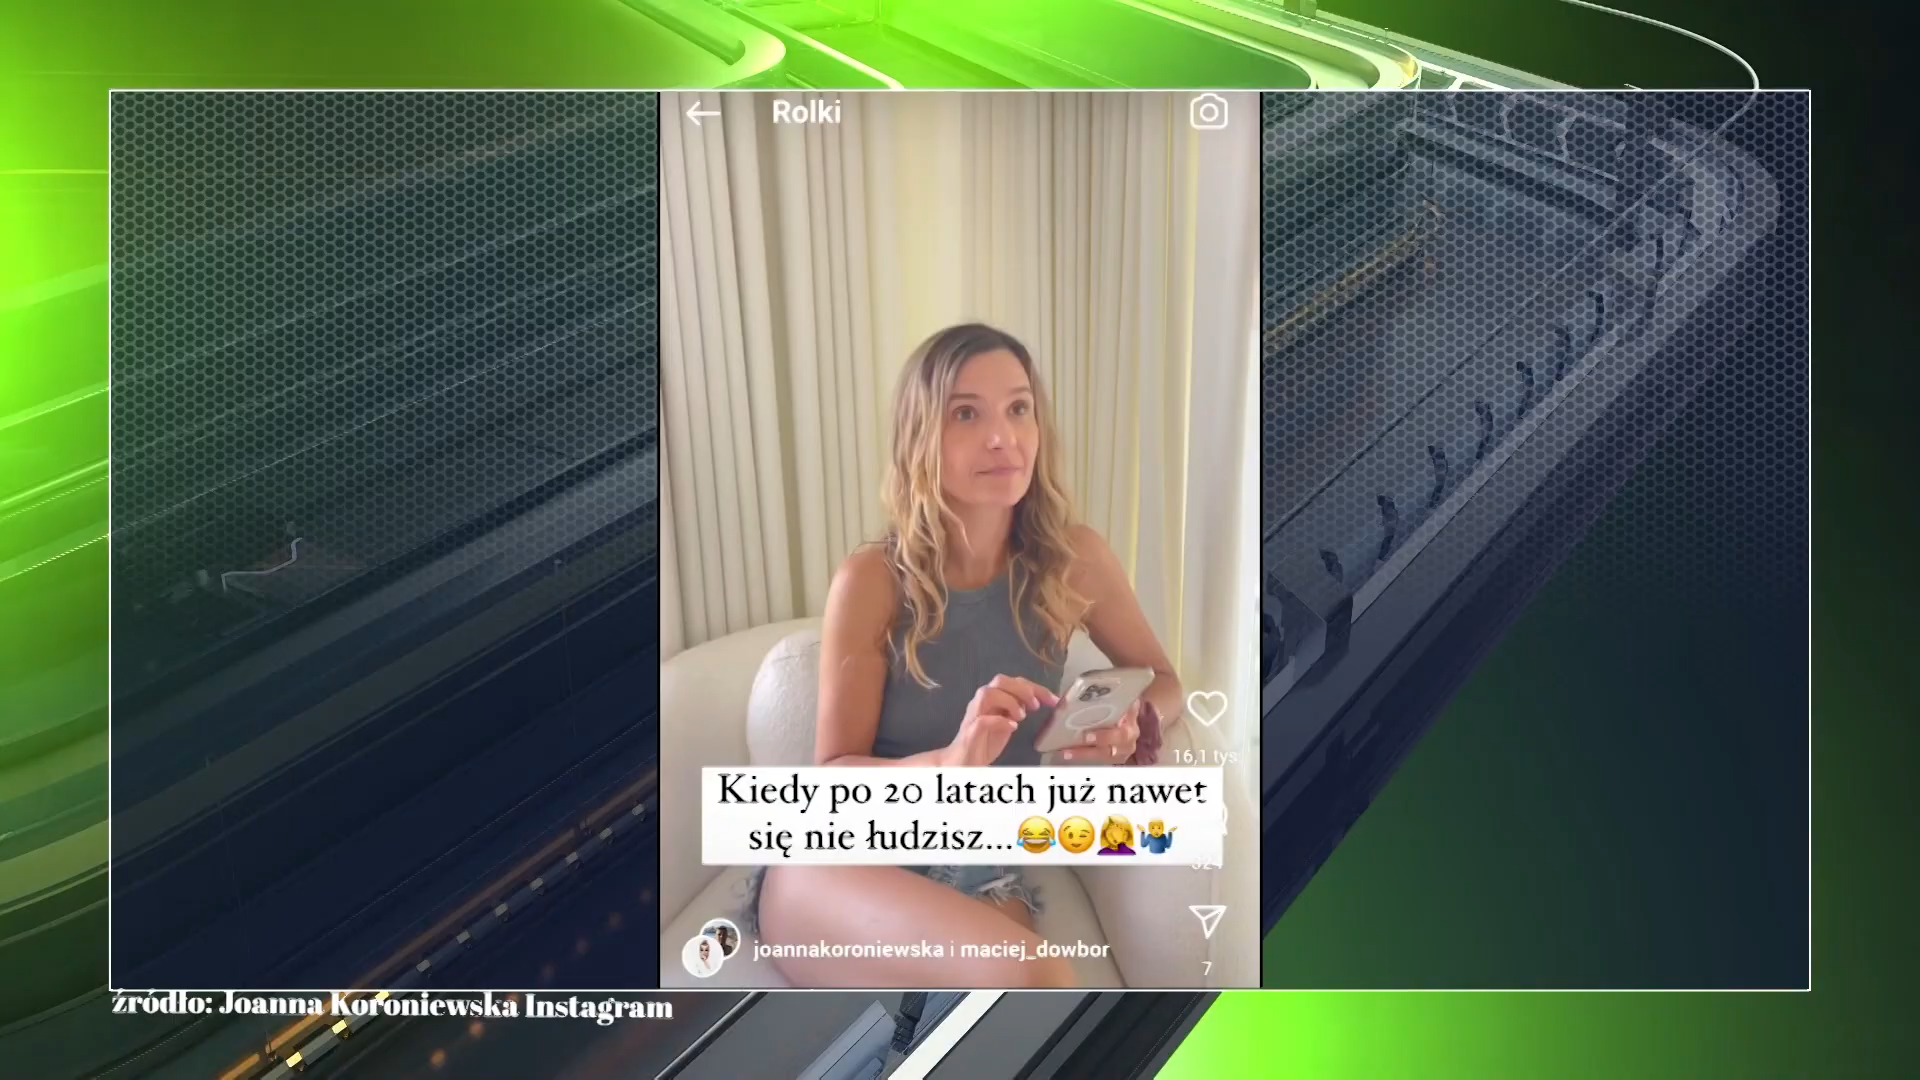 Rolki
16,1 tys.
Kiedy po 20 latach już nawet
się nie łudzisz...😂😉🤦‍♀️🤷‍♂️
324
joannakoroniewska i maciej_dowbor
7
źródło: Joanna Koroniewska Instagram